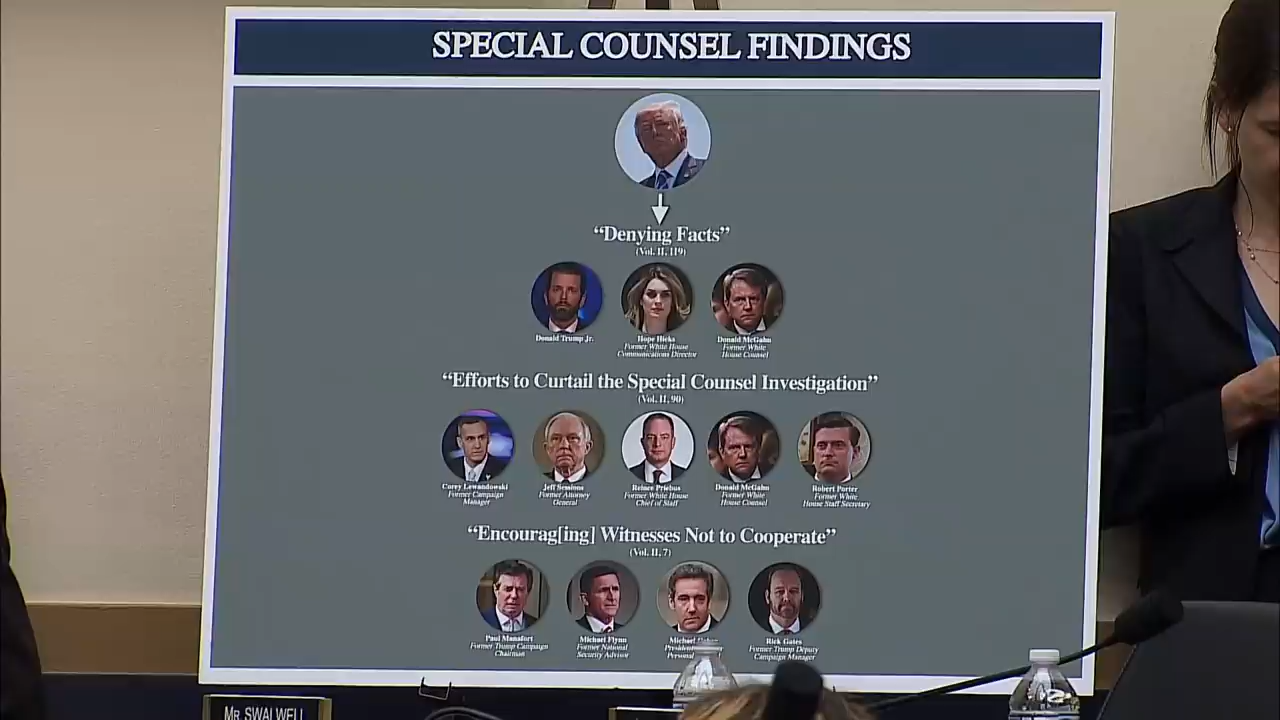 SPECIAL COUNSEL FINDINGS
“Denying Facts”
(Vol. II, 119)
Donald Trump Jr.
Hope Hicks
Former White House
Communications Director
Donald McGahn
Former White
House Counsel
“Efforts to Curtail the Special Counsel Investigation”
(Vol. II, 90)
Corey Lewandowski
Former Campaign
Manager
Jeff Sessions
Former Attorney
General
Reince Priebus
Former White House
Chief of Staff
Donald McGahn
Former White
House Counsel
Robert Porter
Former White
House Staff Secretary
“Encourag[ing] Witnesses Not to Cooperate”
(Vol. II, 7)
Paul Manafort
Former Trump Campaign
Chairman
Michael Flynn
Former National
Security Advisor
Michael
Personal
Rick Gates
Former Trump Deputy
Campaign Manager
MR. SWALWELL